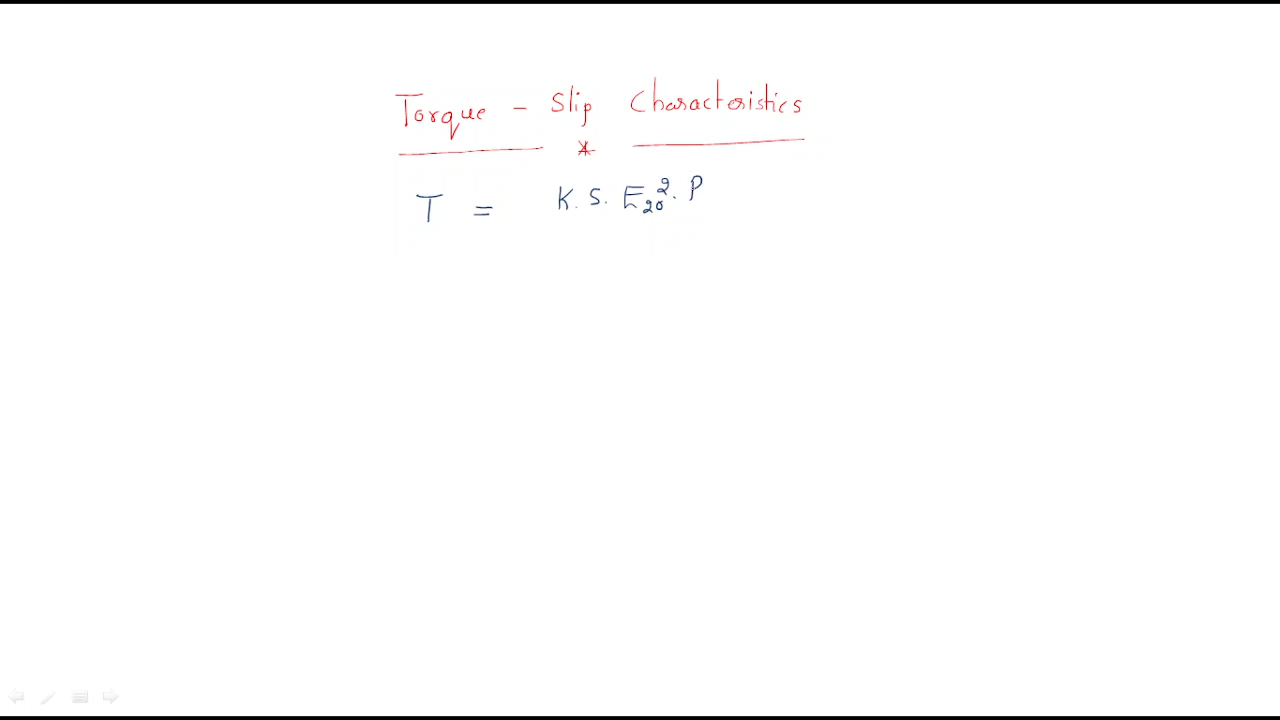 Torque - Slip Characteristics
T = K. S. E₂₀². P